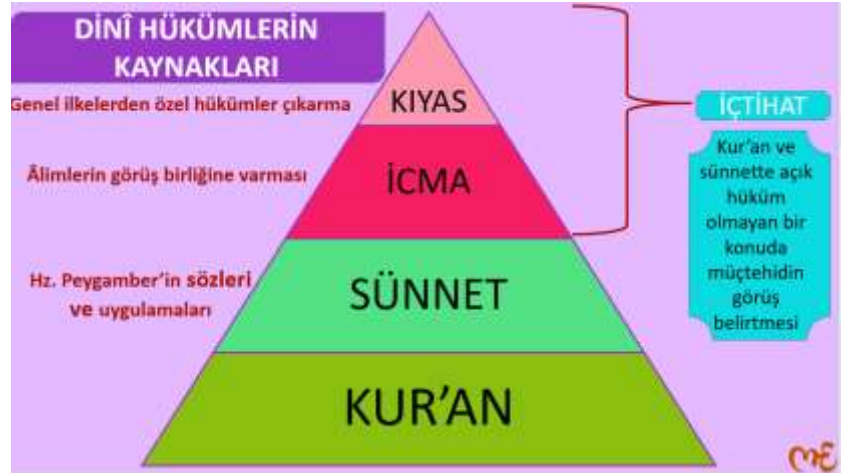 DİNÎ HÜKÜMLERİN
KAYNAKLARI
Genel ilkelerden özel hükümler çıkarma
KIYAS
Âlimlerin görüş birliğine varması
İCMA
Hz. Peygamber’in sözleri
ve uygulamaları
SÜNNET
KUR’AN
İÇTİHAT
Kur’an ve
sünnette açık
hüküm
olmayan bir
konuda
müçtehidin
görüş
belirtmesi